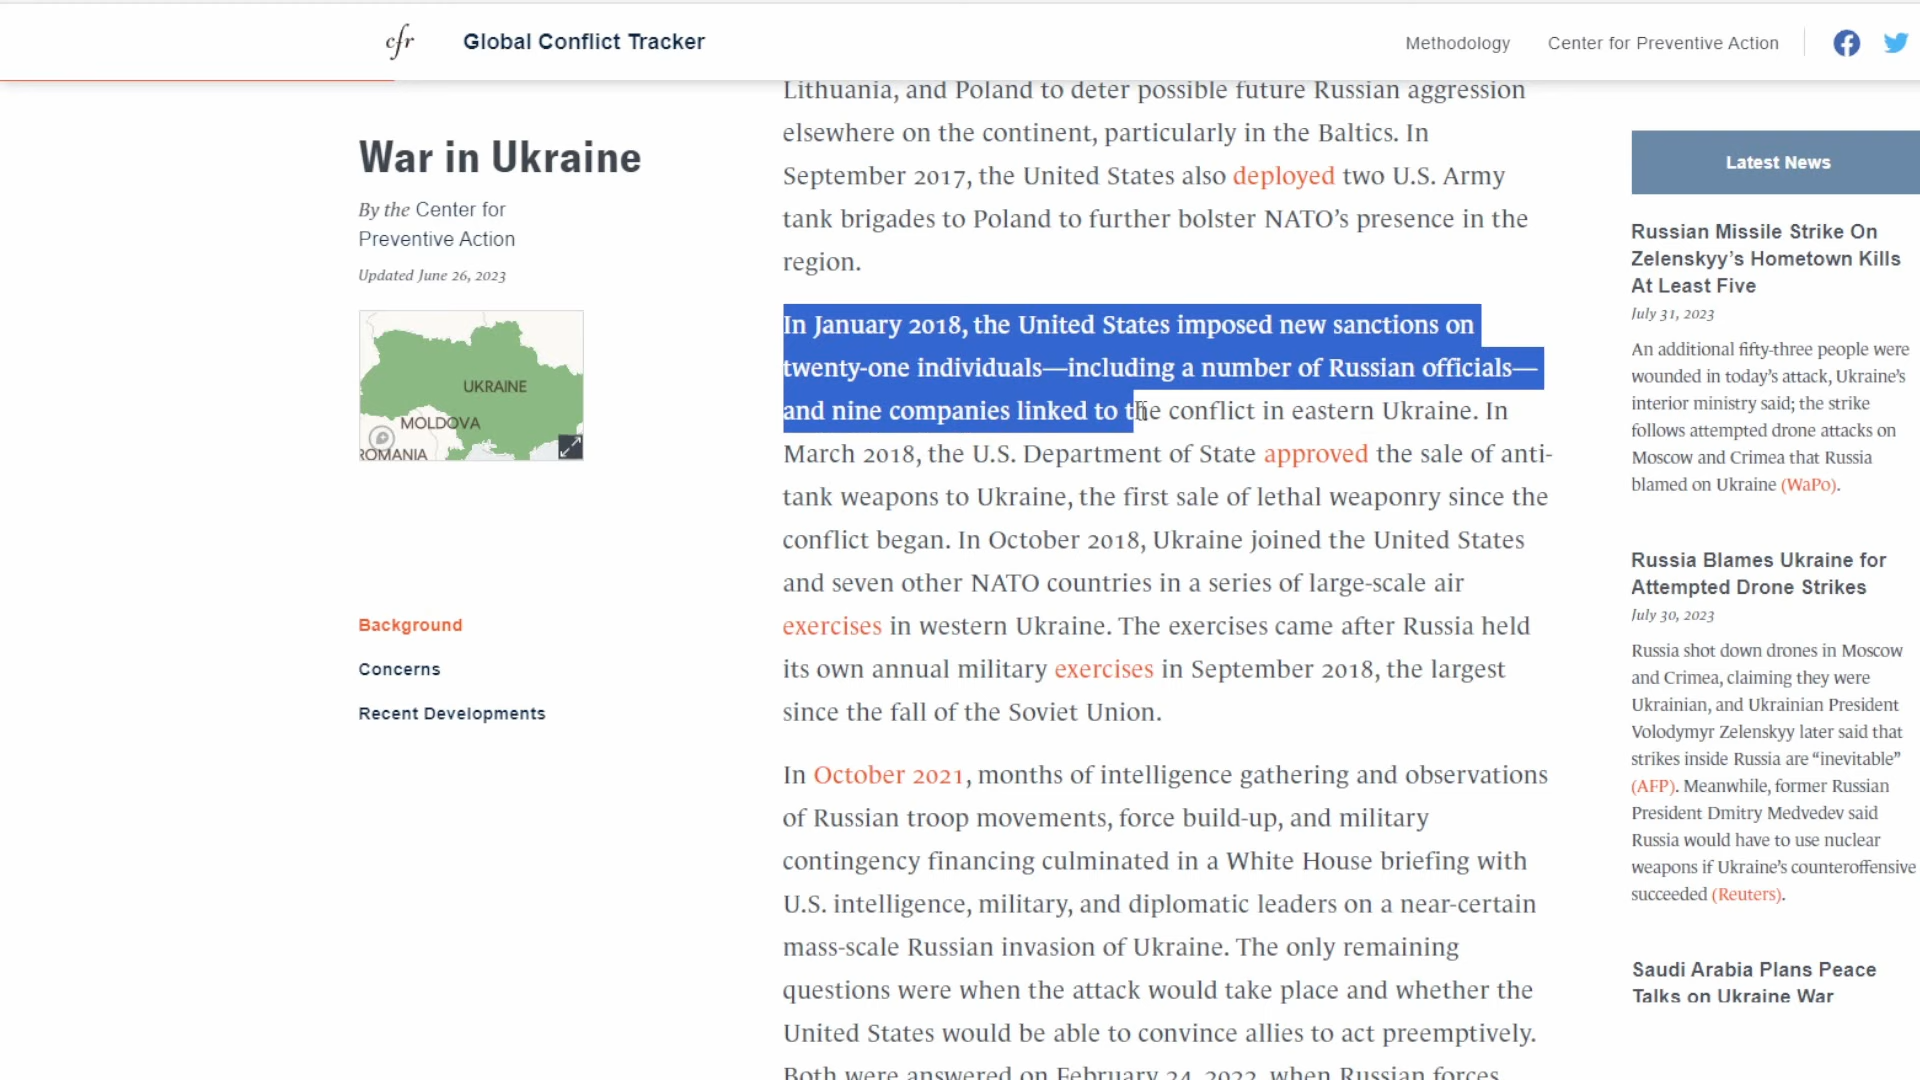 cfr
Global Conflict Tracker
Methodology
Center for Preventive Action
War in Ukraine
By the Center for
Preventive Action
Updated June 26, 2023
UKRAINE
MOLDOVA
ROMANIA
Background
Concerns
Recent Developments
Lithuania, and Poland to deter possible future Russian aggression
elsewhere on the continent, particularly in the Baltics. In
September 2017, the United States also deployed two U.S. Army
tank brigades to Poland to further bolster NATO’s presence in the
region.
In January 2018, the United States imposed new sanctions on
twenty-one individuals—including a number of Russian officials—
and nine companies linked to the conflict in eastern Ukraine. In
March 2018, the U.S. Department of State approved the sale of anti-
tank weapons to Ukraine, the first sale of lethal weaponry since the
conflict began. In October 2018, Ukraine joined the United States
and seven other NATO countries in a series of large-scale air
exercises in western Ukraine. The exercises came after Russia held
its own annual military exercises in September 2018, the largest
since the fall of the Soviet Union.
In October 2021, months of intelligence gathering and observations
of Russian troop movements, force build-up, and military
contingency financing culminated in a White House briefing with
U.S. intelligence, military, and diplomatic leaders on a near-certain
mass-scale Russian invasion of Ukraine. The only remaining
questions were when the attack would take place and whether the
United States would be able to convince allies to act preemptively.
Both were answered on February 24, 2022, when Russian forces
Latest News
Russian Missile Strike On
Zelenskyy’s Hometown Kills
At Least Five
July 31, 2023
An additional fifty-three people were
wounded in today’s attack, Ukraine’s
interior ministry said; the strike
follows attempted drone attacks on
Moscow and Crimea that Russia
blamed on Ukraine (WaPo).
Russia Blames Ukraine for
Attempted Drone Strikes
July 30, 2023
Russia shot down drones in Moscow
and Crimea, claiming they were
Ukrainian, and Ukrainian President
Volodymyr Zelenskyy later said that
strikes inside Russia are “inevitable”
(AFP). Meanwhile, former Russian
President Dmitry Medvedev said
Russia would have to use nuclear
weapons if Ukraine’s counteroffensive
succeeded (Reuters).
Saudi Arabia Plans Peace
Talks on Ukraine War